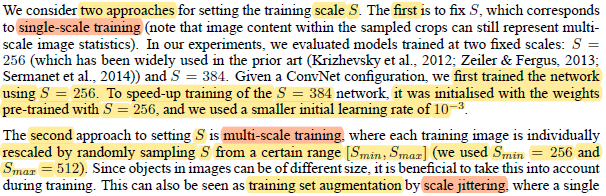 We consider two approaches for setting the training scale S. The first is to fix S, which corresponds
to single-scale training (note that image content within the sampled crops can still represent multi-
scale image statistics). In our experiments, we evaluated models trained at two fixed scales: S =
256 (which has been widely used in the prior art (Krizhevsky et al., 2012; Zeiler & Fergus, 2013;
Sermanet et al., 2014)) and S = 384. Given a ConvNet configuration, we first trained the network
using S = 256. To speed-up training of the S = 384 network, it was initialised with the weights
pre-trained with S = 256, and we used a smaller initial learning rate of 10⁻³.
The second approach to setting S is multi-scale training, where each training image is individually
rescaled by randomly sampling S from a certain range [Smin, Smax] (we used Smin = 256 and
Smax = 512). Since objects in images can be of different size, it is beneficial to take this into account
during training. This can also be seen as training set augmentation by scale jittering, where a single